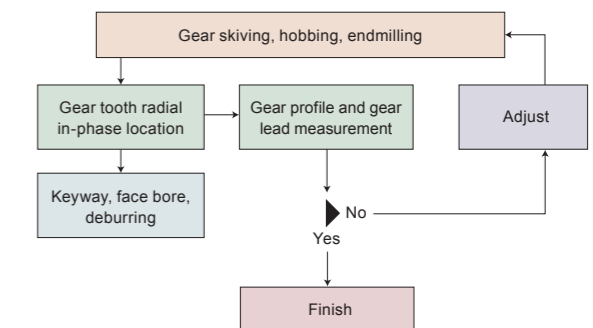 Gear skiving, hobbing, endmilling
Gear tooth radial
in-phase location
Gear profile and gear
lead measurement
Adjust
Keyway, face bore,
deburring
No
Yes
Finish